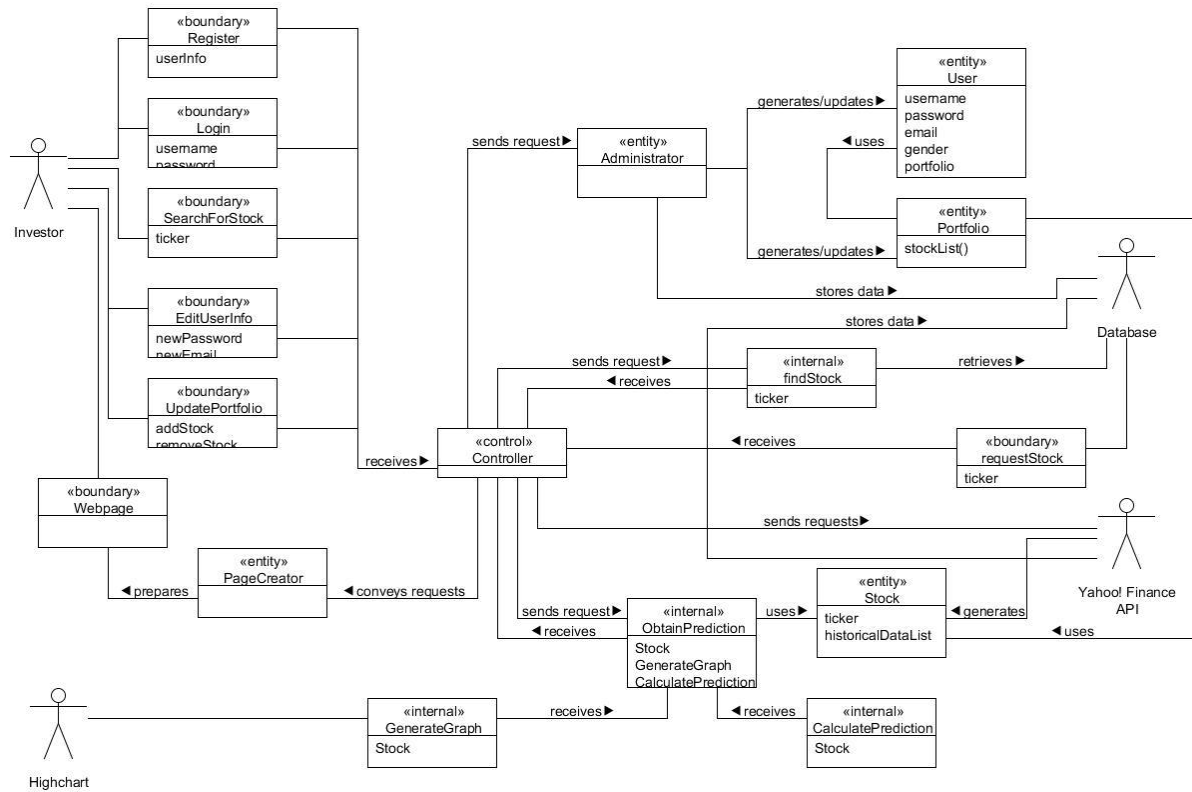 «boundary»
Register
userInfo
«boundary»
Login
username
password
«boundary»
SearchForStock
ticker
Investor
«boundary»
EditUserInfo
newPassword
newEmail
«boundary»
UpdatePortfolio
addStock
removeStock
receives ▶
«boundary»
Webpage
◀ prepares
«entity»
PageCreator
◀ conveys requests
«control»
Controller
sends request ▶
«entity»
Administrator
generates/updates ▶
«entity»
User
username
password
email
gender
portfolio
◀ uses
«entity»
Portfolio
stockList()
generates/updates ▶
stores data ▶
stores data ▶
Database
sends request ▶
◀ receives
«internal»
findStock
ticker
retrieves ▶
◀ receives
«boundary»
requestStock
ticker
sends requests ▶
Yahoo! Finance
API
sends request ▶
◀ receives
«internal»
ObtainPrediction
Stock
GenerateGraph
CalculatePrediction
uses ▶
«entity»
Stock
ticker
historicalDataList
◀ generates
◀ uses
Highchart
«internal»
GenerateGraph
Stock
receives ▶
◀ receives
«internal»
CalculatePrediction
Stock